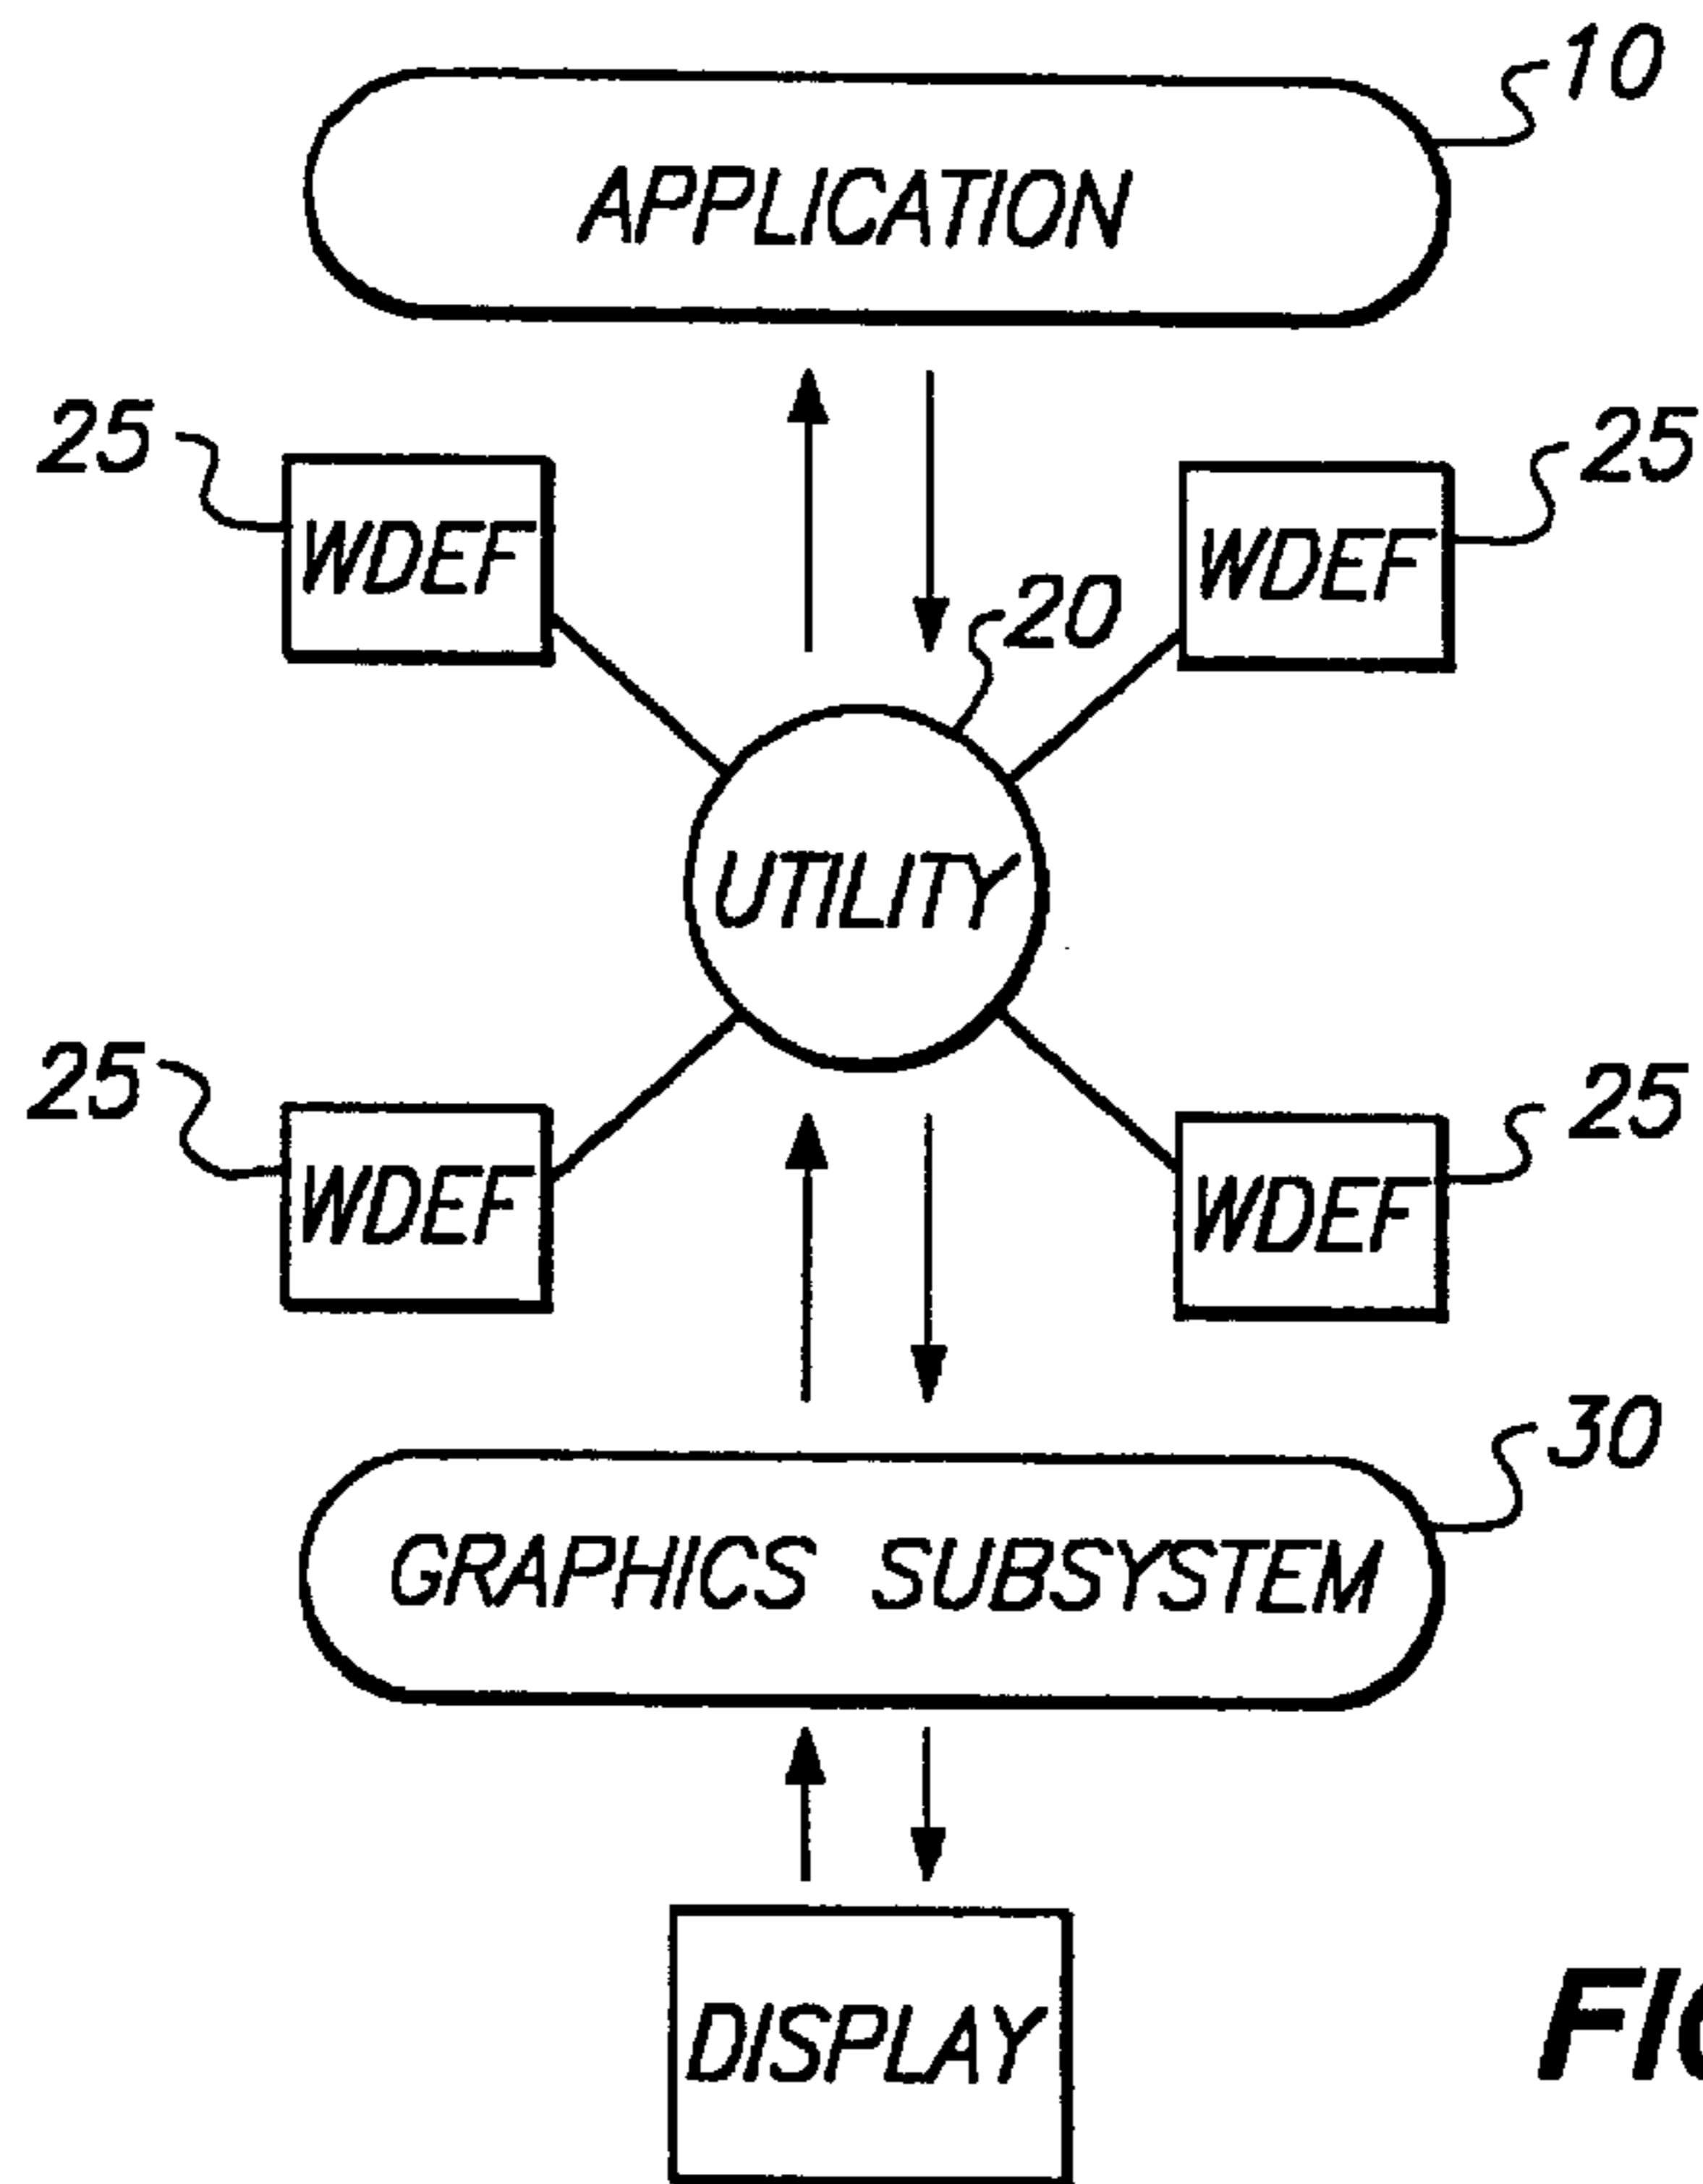 10
APPLICATION
25
25
WDEF
WDEF
20
UTILITY
25
25
WDEF
WDEF
30
GRAPHICS SUBSYSTEM
DISPLAY